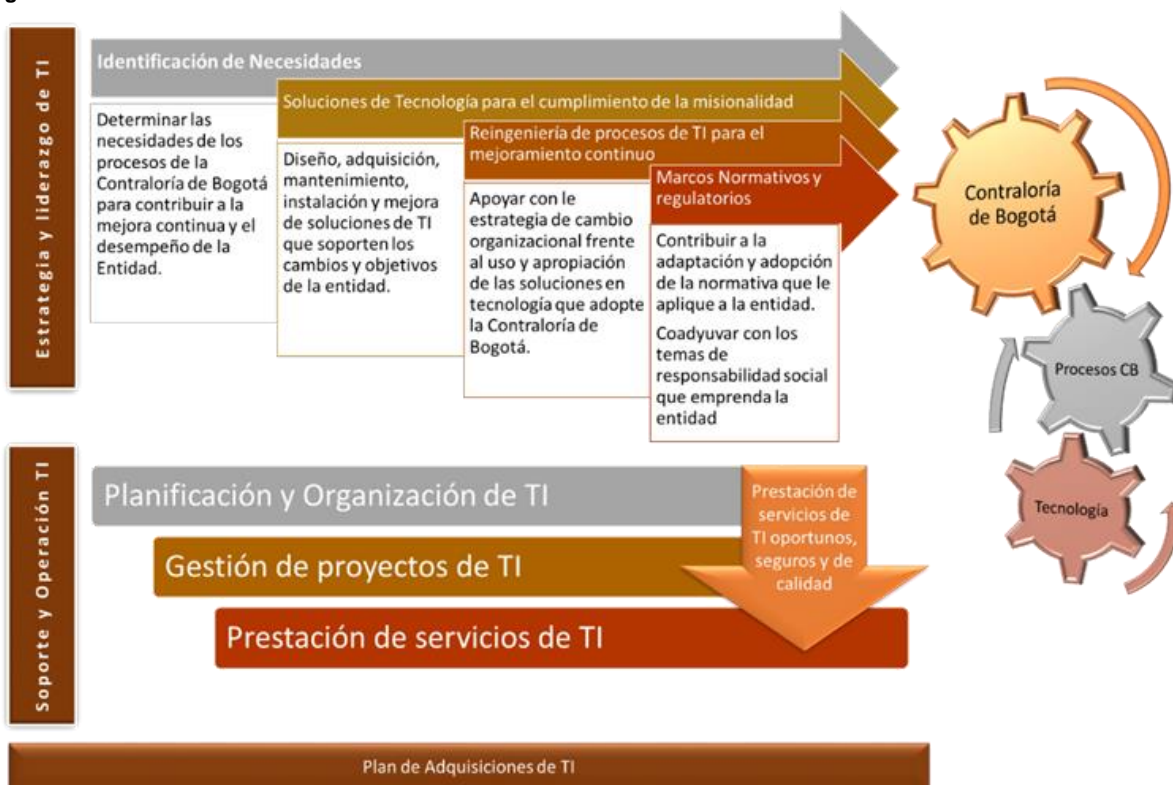 g
Estrategia y liderazgo de TI
Identificación de Necesidades
Determinar las
necesidades de los
procesos de la
Contraloría de Bogotá
para contribuir a la
mejora continua y el
desempeño de la
Entidad.
Soluciones de Tecnología para el cumplimiento de la misionalidad
Diseño, adquisición,
mantenimiento,
instalación y mejora
de soluciones de TI
que soporten los
cambios y objetivos
de la entidad.
Reingeniería de procesos de TI para el
mejoramiento continuo
Apoyar con le
estrategia de cambio
organizacional frente
al uso y apropiación
de las soluciones en
tecnología que adopte
la Contraloría de
Bogotá.
Marcos Normativos y
regulatorios
Contribuir a la
adaptación y adopción
de la normativa que le
aplique a la entidad.
Coadyuvar con los
temas de
responsabilidad social
que emprenda la
entidad
Contraloría
de Bogotá
Procesos CB
Tecnología
Soporte y Operación TI
Planificación y Organización de TI
Gestión de proyectos de TI
Prestación de servicios de TI
Prestación de
servicios de
TI oportunos,
seguros y de
calidad
Plan de Adquisiciones de TI